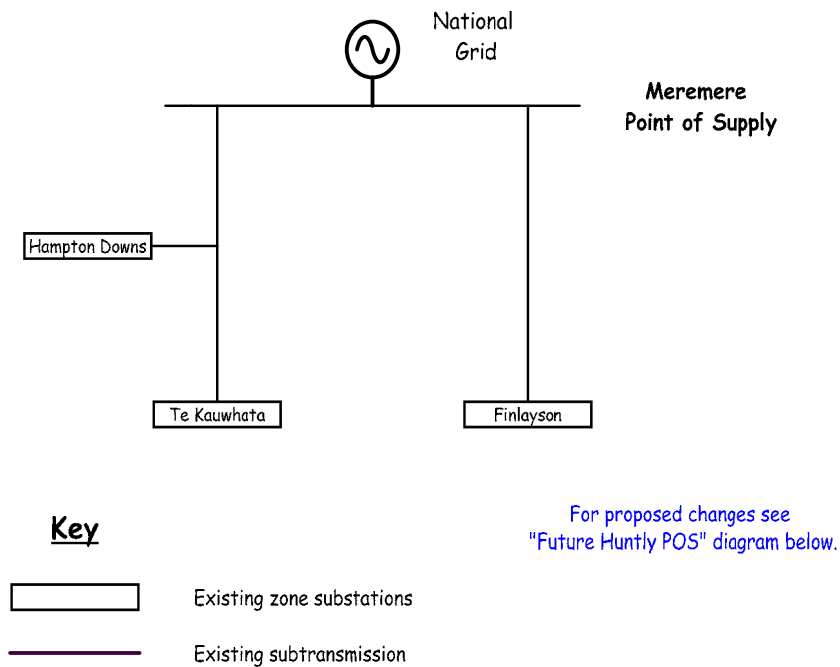 National
Grid
Meremere
Point of Supply
Hampton Downs
Te Kauwhata
Finlayson
Key
For proposed changes see
"Future Huntly POS" diagram below.
Existing zone substations
Existing subtransmission